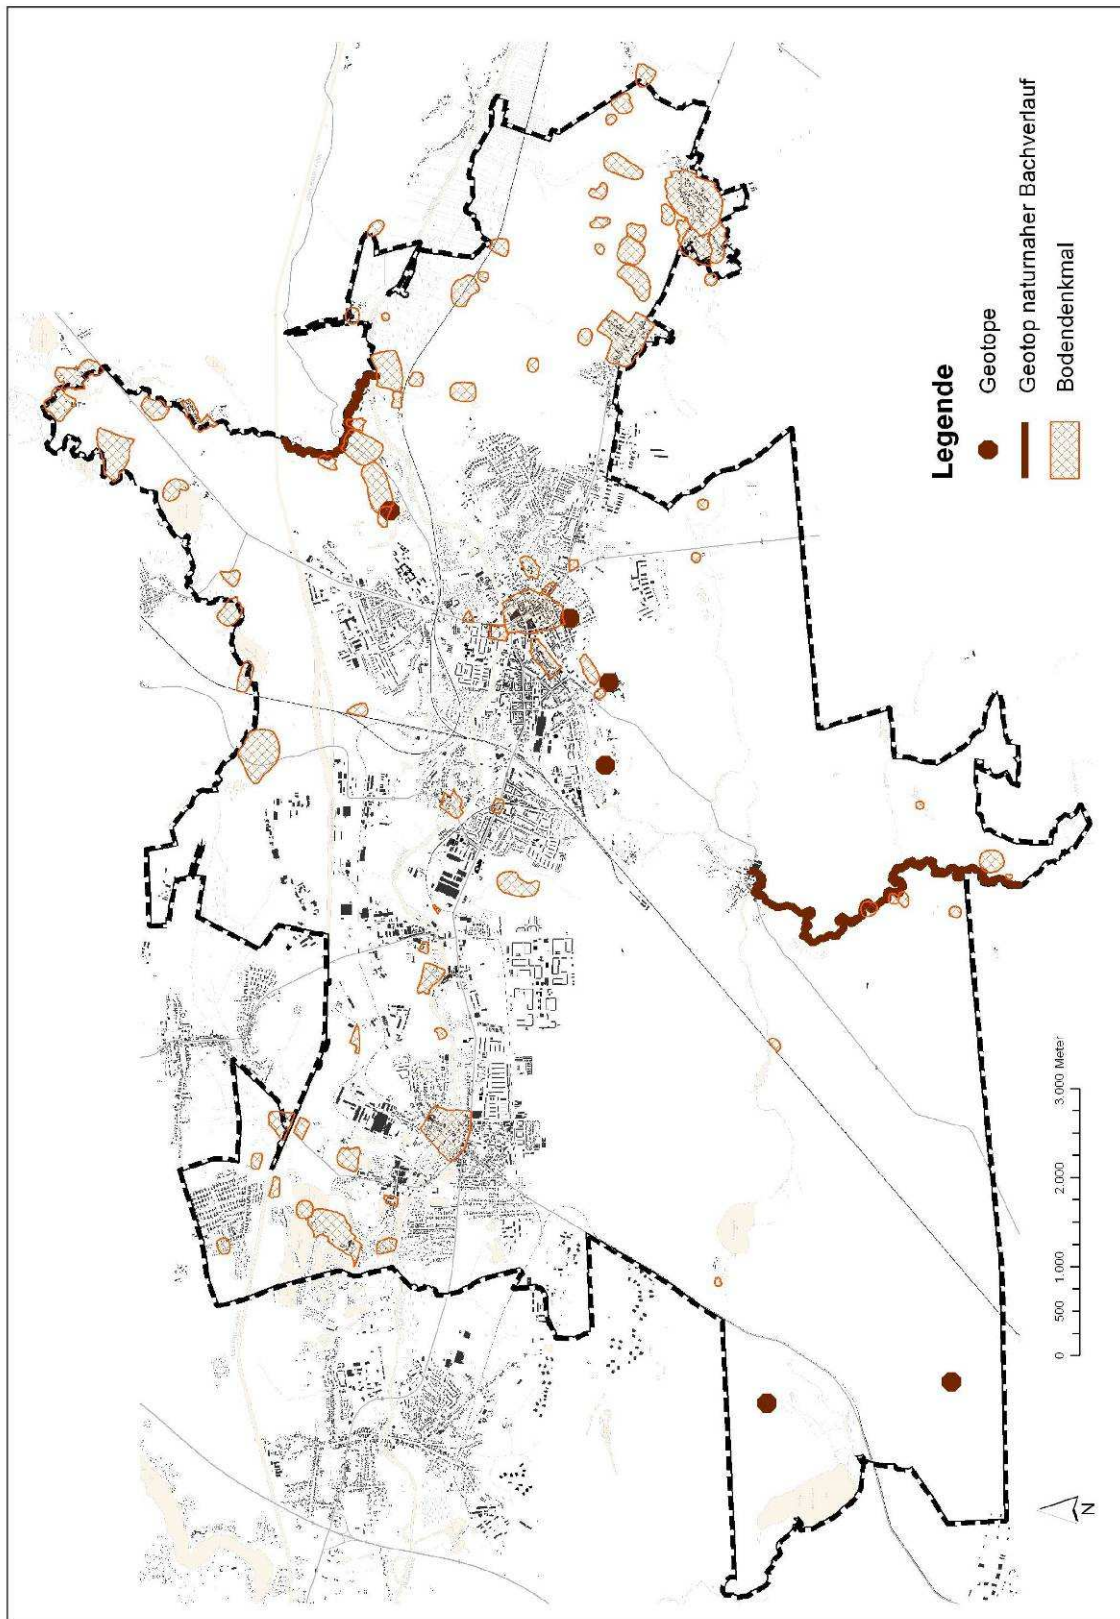 Legende
Geotope
Geotop naturnaher Bachverlauf
Bodendenkmal
0 500 1.000 2.000 3.000 Meter
N